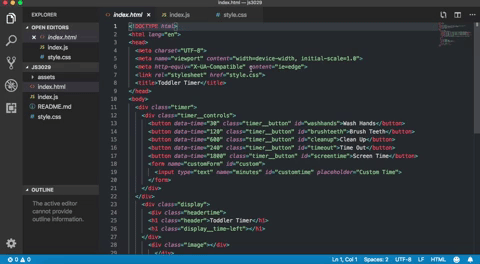 index.html — js3029
EXPLORER
OPEN EDITORS
index.html
index.js
style.css
JS3029
assets
index.html
index.js
README.md
style.css
OUTLINE
The active editor
cannot provide
outline information.
index.html
index.js
style.css
1 <!DOCTYPE html>
2 <html lang="en">
3 <head>
4 <meta charset="UTF-8">
5 <meta name="viewport" content="width=device-width, initial-scale=1.0">
6 <meta http-equiv="X-UA-Compatible" content="ie=edge">
7 <link rel="stylesheet" href="style.css">
8 <title>Toddler Timer</title>
9 </head>
10 <body>
11 <div class="timer">
12 <div class="timer__controls">
13 <button data-time="30" class="timer__button" id="washhands">Wash Hands</button>
14 <button data-time="120" class="timer__button" id="brushteeth">Brush Teeth</button>
15 <button data-time="600" class="timer__button" id="cleanup">Clean Up</button>
16 <button data-time="240" class="timer__button" id="timeout">Time Out</button>
17 <button data-time="1800" class="timer__button" id="screentime">Screen Time</button>
18 <form name="customForm" id="custom">
19 <input type="text" name="minutes" id="customtime" placeholder="Custom Time">
20 </form>
21 </div>
22 </div>
23 <div class="display">
24 <div class="headertime">
25 <h1 class="header">Toddler Timer</h1>
26 <h1 class="display__time-left"></h1>
27 </div>
28 <div class="image"></div>
29 </div>
0 0
Ln 1, Col 1 Spaces: 2 UTF-8 LF HTML